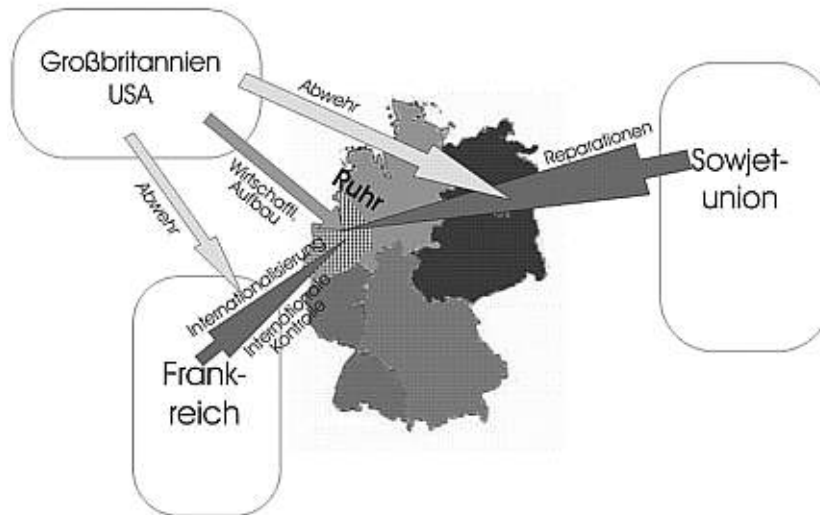 Großbritannien
USA
Abwehr
Reparationen
Sowjet-
union
Wirtschaftl.
Aufbau
Ruhr
Abwehr
Internationalisierung
Internationale
Kontrolle
Frank-
reich